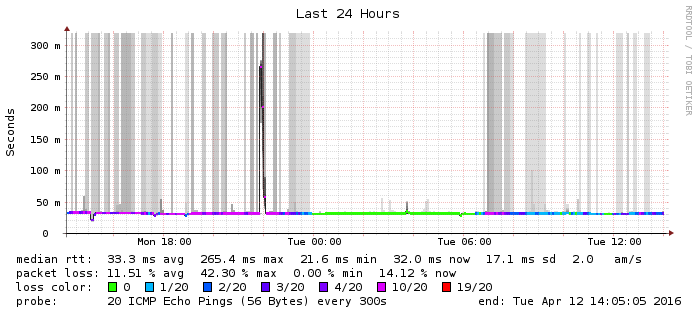 Last 24 Hours
RRDTOOL / TOBI OETIKER
Seconds
300 m
250 m
200 m
150 m
100 m
50 m
0
Mon 18:00 Tue 00:00 Tue 06:00 Tue 12:00
median rtt: 33.3 ms avg 265.4 ms max 21.6 ms min 32.0 ms now 17.1 ms sd 2.0 am/s
packet loss: 11.51 % avg 42.30 % max 0.00 % min 14.12 % now
loss color: 0 1/20 2/20 3/20 4/20 10/20 19/20
probe: 20 ICMP Echo Pings (56 Bytes) every 300s end: Tue Apr 12 14:05:05 2016